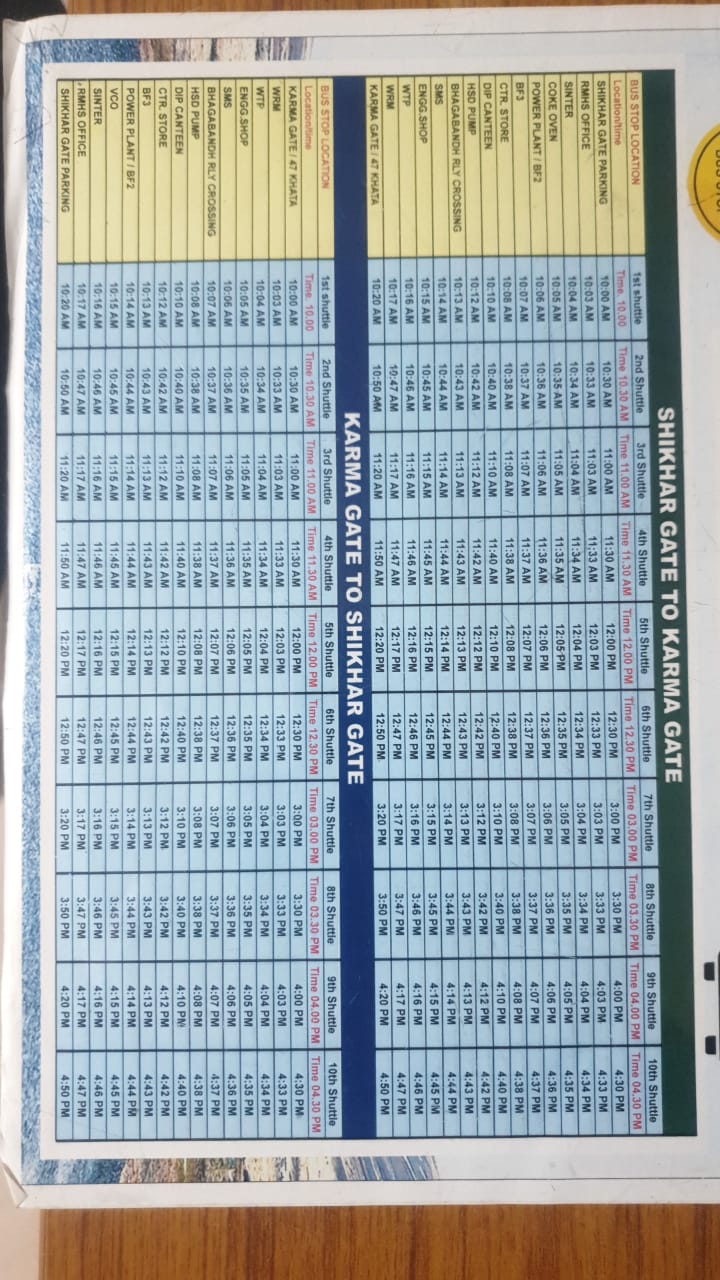 SHIKHAR GATE TO KARMA GATE
BUS STOP LOCATION 1st shuttle 2nd Shuttle 3rd Shuttle 4th Shuttle 5th Shuttle 6th Shuttle 7th Shuttle 8th Shuttle 9th Shuttle 10th Shuttle
Location/time Time. 10.00 Time 10.30 AM Time 11.00 AM Time 11.30 AM Time 12.00 PM Time 12.30 PM Time 03.00 PM Time 03.30 PM Time 04.00 PM Time 04.30 PM
SHIKHAR GATE PARKING 10:00 AM 10:30 AM 11:00 AM 11:30 AM 12:00 PM 12:30 PM 3:00 PM 3:30 PM 4:00 PM 4:30 PM
RMHS OFFICE 10:03 AM 10:33 AM 11:03 AM 11:33 AM 12:03 PM 12:33 PM 3:03 PM 3:33 PM 4:03 PM 4:33 PM
SINTER 10:04 AM 10:34 AM 11:04 AM 11:34 AM 12:04 PM 12:34 PM 3:04 PM 3:34 PM 4:04 PM 4:34 PM
COKE OVEN 10:05 AM 10:35 AM 11:05 AM 11:35 AM 12:05 PM 12:35 PM 3:05 PM 3:35 PM 4:05 PM 4:35 PM
POWER PLANT / BF2 10:06 AM 10:36 AM 11:06 AM 11:36 AM 12:06 PM 12:36 PM 3:06 PM 3:36 PM 4:06 PM 4:36 PM
BF3 10:07 AM 10:37 AM 11:07 AM 11:37 AM 12:07 PM 12:37 PM 3:07 PM 3:37 PM 4:07 PM 4:37 PM
CTR. STORE 10:08 AM 10:38 AM 11:08 AM 11:38 AM 12:08 PM 12:38 PM 3:08 PM 3:38 PM 4:08 PM 4:38 PM
DIP CANTEEN 10:10 AM 10:40 AM 11:10 AM 11:40 AM 12:10 PM 12:40 PM 3:10 PM 3:40 PM 4:10 PM 4:40 PM
HSD PUMP 10:12 AM 10:42 AM 11:12 AM 11:42 AM 12:12 PM 12:42 PM 3:12 PM 3:42 PM 4:12 PM 4:42 PM
BHAGABANDH RLY CROSSING 10:13 AM 10:43 AM 11:13 AM 11:43 AM 12:13 PM 12:43 PM 3:13 PM 3:43 PM 4:13 PM 4:43 PM
SMS 10:14 AM 10:44 AM 11:14 AM 11:44 AM 12:14 PM 12:44 PM 3:14 PM 3:44 PM 4:14 PM 4:44 PM
ENGG.SHOP 10:15 AM 10:45 AM 11:15 AM 11:45 AM 12:15 PM 12:45 PM 3:15 PM 3:45 PM 4:15 PM 4:45 PM
WTP 10:16 AM 10:46 AM 11:16 AM 11:46 AM 12:16 PM 12:46 PM 3:16 PM 3:46 PM 4:16 PM 4:46 PM
WRM 10:17 AM 10:47 AM 11:17 AM 11:47 AM 12:17 PM 12:47 PM 3:17 PM 3:47 PM 4:17 PM 4:47 PM
KARMA GATE / 47 KHATA 10:20 AM 10:50 AM 11:20 AM 11:50 AM 12:20 PM 12:50 PM 3:20 PM 3:50 PM 4:20 PM 4:50 PM
KARMA GATE TO SHIKHAR GATE
BUS STOP LOCATION 1st shuttle 2nd Shuttle 3rd Shuttle 4th Shuttle 5th Shuttle 6th Shuttle 7th Shuttle 8th Shuttle 9th Shuttle 10th Shuttle
Location/time Time. 10.00 Time 10.30 AM Time 11.00 AM Time 11.30 AM Time 12.00 PM Time 12.30 PM Time 03.00 PM Time 03.30 PM Time 04.00 PM Time 04.30 PM
KARMA GATE / 47 KHATA 10:00 AM 10:30 AM 11:00 AM 11:30 AM 12:00 PM 12:30 PM 3:00 PM 3:30 PM 4:00 PM 4:30 PM
WRM 10:03 AM 10:33 AM 11:03 AM 11:33 AM 12:03 PM 12:33 PM 3:03 PM 3:33 PM 4:03 PM 4:33 PM
WTP 10:04 AM 10:34 AM 11:04 AM 11:34 AM 12:04 PM 12:34 PM 3:04 PM 3:34 PM 4:04 PM 4:34 PM
ENGG.SHOP 10:05 AM 10:35 AM 11:05 AM 11:35 AM 12:05 PM 12:35 PM 3:05 PM 3:35 PM 4:05 PM 4:35 PM
SMS 10:06 AM 10:36 AM 11:06 AM 11:36 AM 12:06 PM 12:36 PM 3:06 PM 3:36 PM 4:06 PM 4:36 PM
BHAGABANDH RLY CROSSING 10:07 AM 10:37 AM 11:07 AM 11:37 AM 12:07 PM 12:37 PM 3:07 PM 3:37 PM 4:07 PM 4:37 PM
HSD PUMP 10:08 AM 10:38 AM 11:08 AM 11:38 AM 12:08 PM 12:38 PM 3:08 PM 3:38 PM 4:08 PM 4:38 PM
DIP CANTEEN 10:10 AM 10:40 AM 11:10 AM 11:40 AM 12:10 PM 12:40 PM 3:10 PM 3:40 PM 4:10 PM 4:40 PM
CTR. STORE 10:12 AM 10:42 AM 11:12 AM 11:42 AM 12:12 PM 12:42 PM 3:12 PM 3:42 PM 4:12 PM 4:42 PM
BF3 10:13 AM 10:43 AM 11:13 AM 11:43 AM 12:13 PM 12:43 PM 3:13 PM 3:43 PM 4:13 PM 4:43 PM
POWER PLANT / BF2 10:14 AM 10:44 AM 11:14 AM 11:44 AM 12:14 PM 12:44 PM 3:14 PM 3:44 PM 4:14 PM 4:44 PM
VCO 10:15 AM 10:45 AM 11:15 AM 11:45 AM 12:15 PM 12:45 PM 3:15 PM 3:45 PM 4:15 PM 4:45 PM
SINTER 10:16 AM 10:46 AM 11:16 AM 11:46 AM 12:16 PM 12:46 PM 3:16 PM 3:46 PM 4:16 PM 4:46 PM
RMHS OFFICE 10:17 AM 10:47 AM 11:17 AM 11:47 AM 12:17 PM 12:47 PM 3:17 PM 3:47 PM 4:17 PM 4:47 PM
SHIKHAR GATE PARKING 10:20 AM 10:50 AM 11:20 AM 11:50 AM 12:20 PM 12:50 PM 3:20 PM 3:50 PM 4:20 PM 4:50 PM